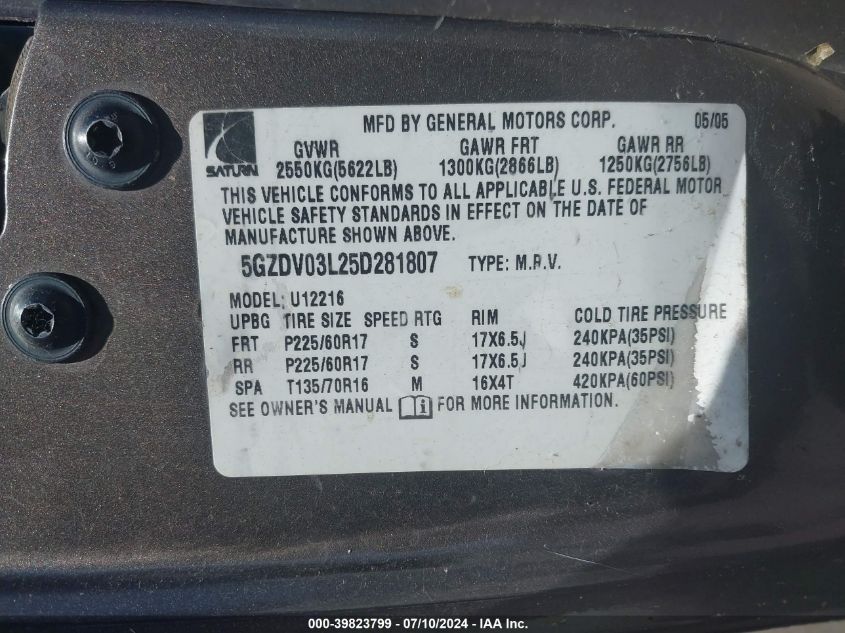 MFD BY GENERAL MOTORS CORP. 05/05
SATURN
GVWR GAWR FRT GAWR RR
2550KG(5622LB) 1300KG(2866LB) 1250KG(2756LB)
THIS VEHICLE CONFORMS TO ALL APPLICABLE U.S. FEDERAL MOTOR
VEHICLE SAFETY STANDARDS IN EFFECT ON THE DATE OF
MANUFACTURE SHOWN ABOVE.
5GZDV03L25D281807 TYPE: M.P.V.
MODEL: U12216
UPBG TIRE SIZE SPEED RTG RIM COLD TIRE PRESSURE
FRT P225/60R17 S 17X6.5J 240KPA(35PSI)
RR P225/60R17 S 17X6.5J 240KPA(35PSI)
SPA T135/70R16 M 16X4T 420KPA(60PSI)
SEE OWNER'S MANUAL i FOR MORE INFORMATION.
000-39823799 - 07/10/2024 - IAA Inc.